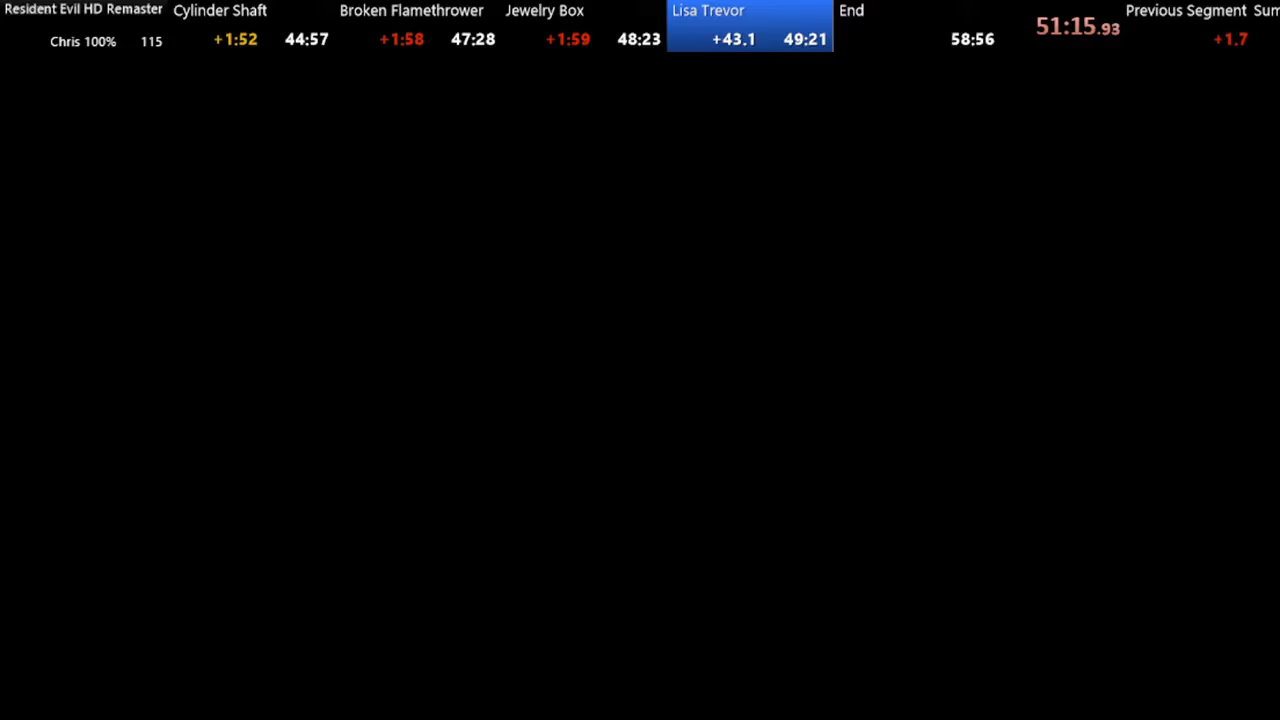 Resident Evil HD Remaster
Chris 100% 115
Cylinder Shaft
+1:52 44:57
Broken Flamethrower
+1:58 47:28
Jewelry Box
+1:59 48:23
Lisa Trevor
+43.1 49:21
End
58:56
51:15.93
Previous Segment
+1.7
Sum